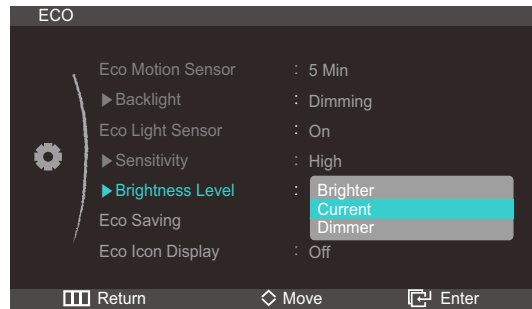 ECO
Eco Motion Sensor : 5 Min
▶Backlight : Dimming
Eco Light Sensor : On
▶Sensitivity : High
▶Brightness Level : Brighter
Current
Eco Saving Dimmer
Eco Icon Display : Off
Return Move Enter